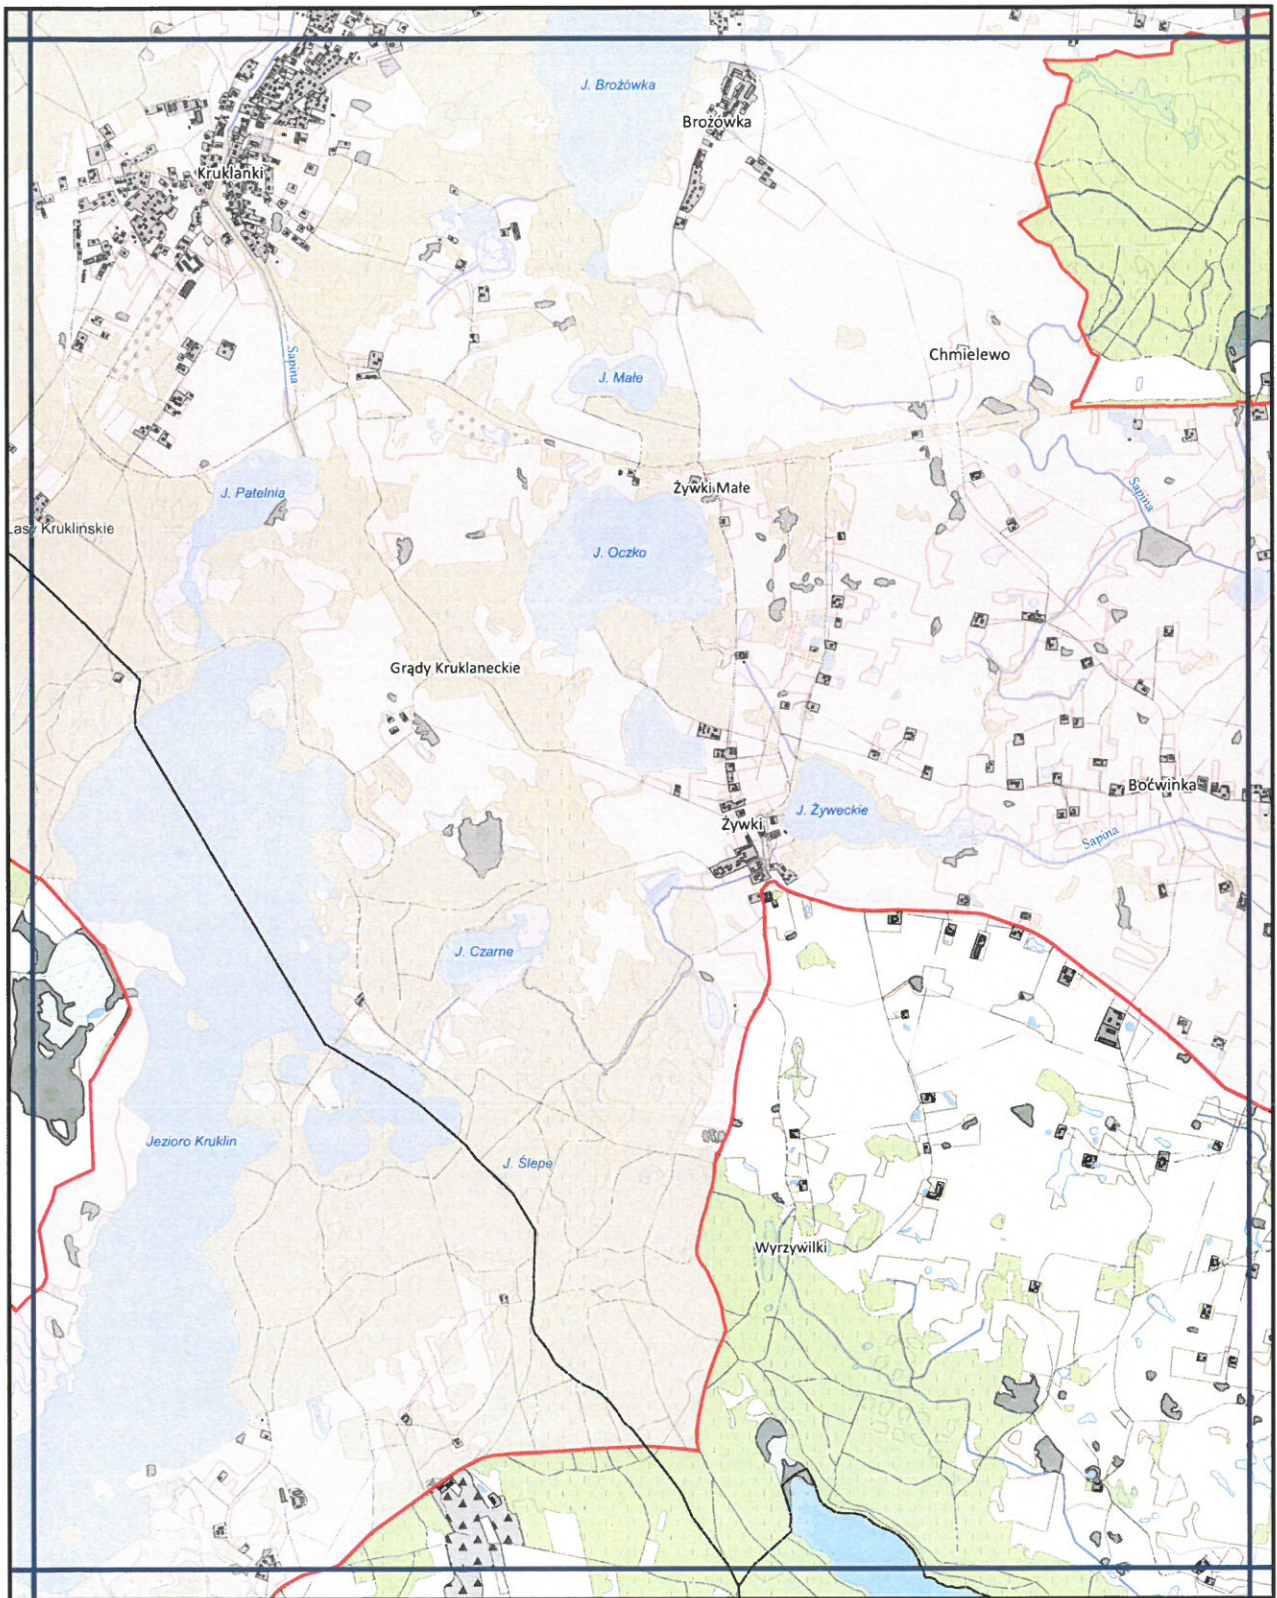 J. Brożówka
Brożówka
Kruklanki
Sapina
Chmielewo
J. Małe
J. Patelnia
Żywki Małe
Sapina
Lasy Kruklińskie
J. Oczko
Grądy Kruklaneckie
Boćwinka
J. Żyweckie
Żywki
Sapina
J. Czarne
Jezioro Kruklin
J. Ślepe
Wyrzywilki